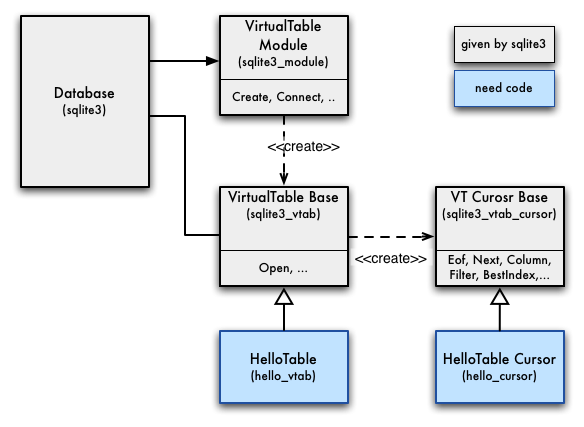 VirtualTable
Module
(sqlite3_module)
Create, Connect, ..
given by sqlite3
need code
Database
(sqlite3)
<<create>>
VirtualTable Base
(sqlite3_vtab)
Open, ...
<<create>>
VT Curosr Base
(sqlite3_vtab_cursor)
Eof, Next, Column,
Filter, BestIndex,...
HelloTable
(hello_vtab)
HelloTable Cursor
(hello_cursor)